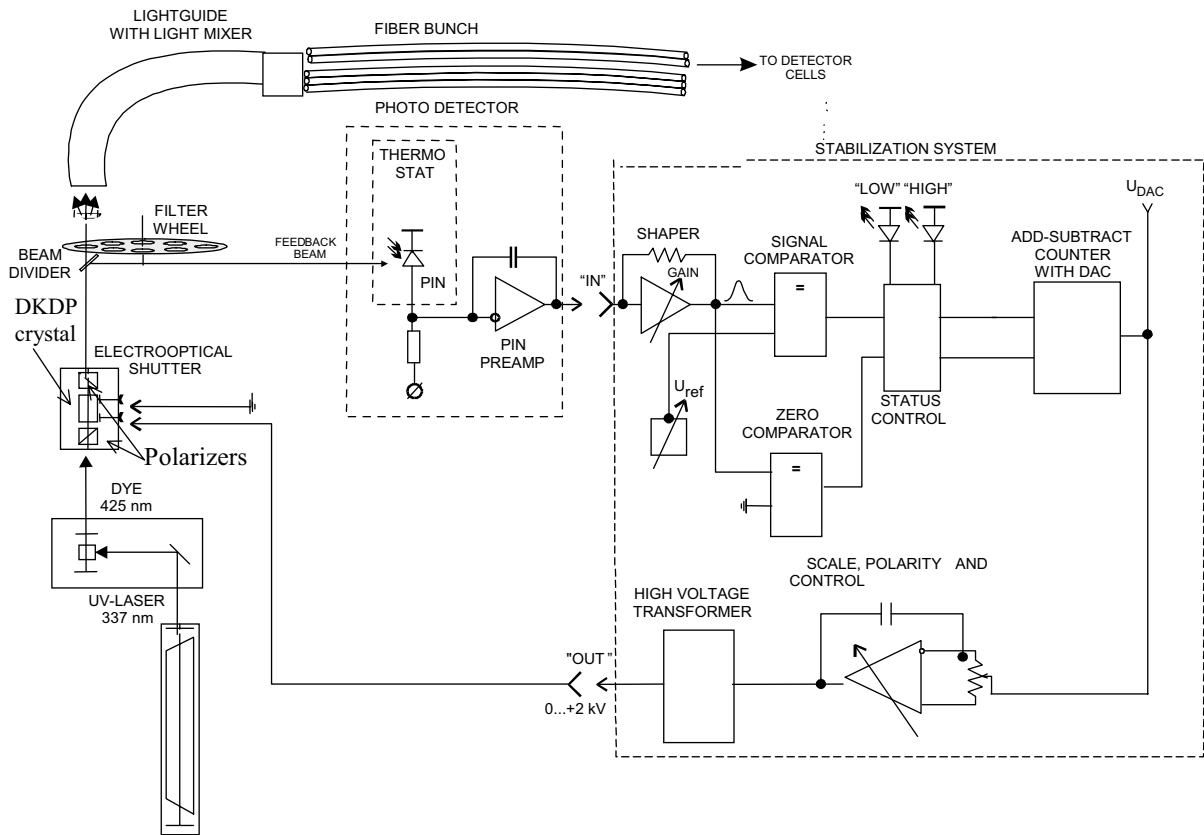 LIGHTGUIDE
WITH LIGHT MIXER
FIBER BUNCH
TO DETECTOR
CELLS
PHOTO DETECTOR
THERMO
STAT
STABILIZATION SYSTEM
"LOW" "HIGH"
U_DAC
FILTER
WHEEL
BEAM
DIVIDER
FEEDBACK
BEAM
PIN
SHAPER
GAIN
SIGNAL
COMPARATOR
=
ADD-SUBTRACT
COUNTER
WITH DAC
"IN"
DKDP
crystal
PIN
PREAMP
ELECTROOPTICAL
SHUTTER
U_ref
STATUS
CONTROL
ZERO
COMPARATOR
=
Polarizers
DYE
425 nm
SCALE, POLARITY AND
CONTROL
UV-LASER
337 nm
HIGH VOLTAGE
TRANSFORMER
"OUT"
0...+2 kV